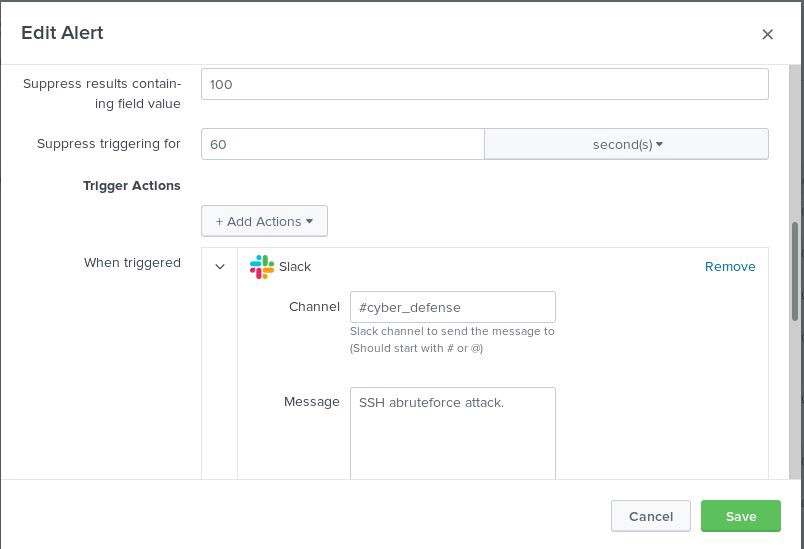 Edit Alert
×
Suppress results contain-
ing field value
100
Suppress triggering for
60
second(s)
Trigger Actions
+ Add Actions
When triggered
Slack
Remove
Channel
#cyber_defense
Slack channel to send the message to
(Should start with # or @)
Message
SSH abruteforce attack.
Cancel
Save